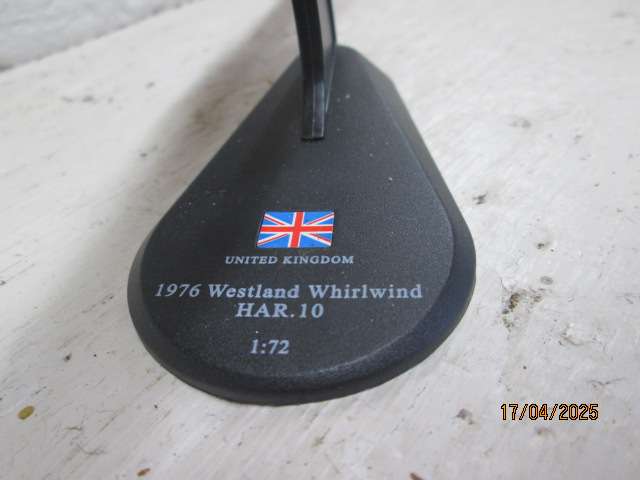 UNITED KINGDOM
1976 Westland Whirlwind
HAR.10
1:72
17/04/2025